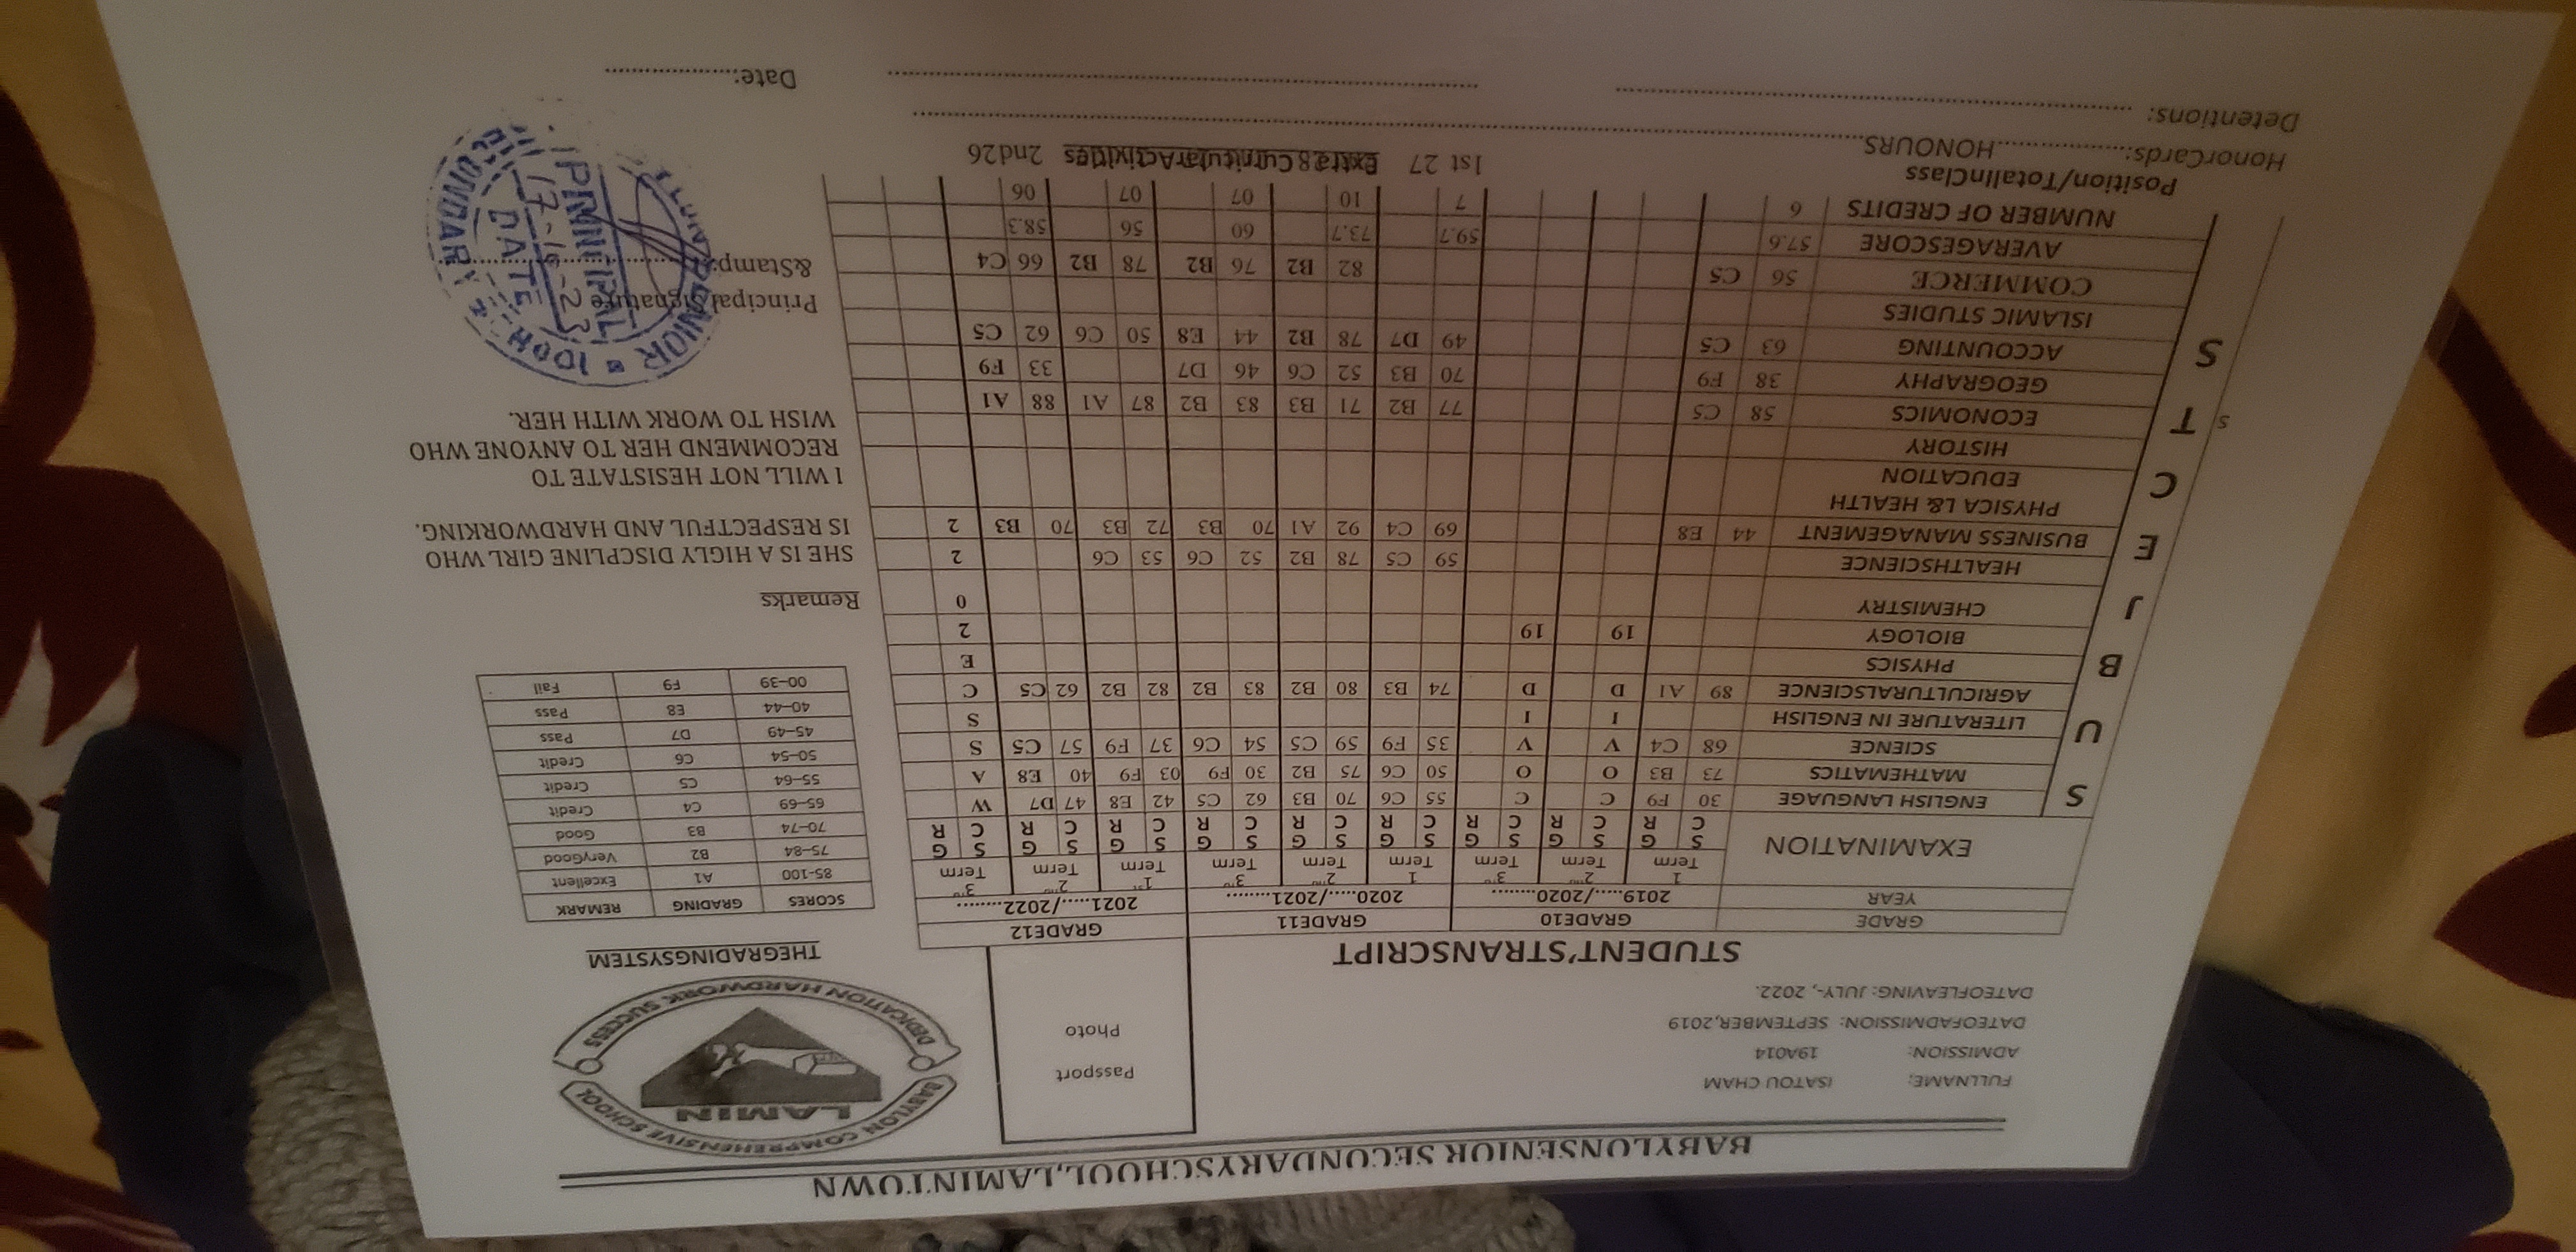 BABYLONSENIOR SECONDARYSCHOOL,LAMINTOWN
BABYLON COMPREHENSIVE SCHOOL
LAMIN
DEDICATION HARDWORK SUCCESS
FULLNAME; ISATOU CHAM
ADMISSION: 19A014
DATEOFADMISSION: SEPTEMBER,2019
DATEOFLEAVING: JULY-, 2022.
Passport
Photo
STUDENT'STRANSCRIPT
GRADE GRADE10 GRADE11 GRADE12
YEAR 2019...../2020........ 2020...../2021........ 2021...../2022........
EXAMINATION 1 Term 2nd Term 3rd Term 1 Term 2nd Term 3rd Term 1st Term 2nd Term 3rd Term
SC GR SC GR SC GR SC GR SC GR SC GR SC GR SC GR SC GR
SUBJECTS
ENGLISH LANGUAGE 30 F9 C C 55 C6 70 B3 62 C5 42 E8 47 D7 W
MATHEMATICS 73 B3 O O 50 C6 75 B2 30 F9 03 F9 40 E8 A
SCIENCE 68 C4 V V 35 F9 59 C5 54 C6 37 F9 57 C5 S
LITERATURE IN ENGLISH I I S
AGRICULTURALSCIENCE 89 A1 D D 74 B3 80 B2 83 B2 82 B2 62 C5 C
PHYSICS E
BIOLOGY 19 19 2
CHEMISTRY 0
HEALTHSCIENCE 59 C5 78 B2 52 C6 53 C6 2
BUSINESS MANAGEMENT 44 E8 69 C4 92 A1 70 B3 72 B3 70 B3 2
PHYSICA L& HEALTH
EDUCATION
HISTORY
s
ECONOMICS 58 C5 77 B2 71 B3 83 B2 87 A1 88 A1
GEOGRAPHY 38 F9 70 B3 52 C6 46 D7 33 F9
ACCOUNTING 63 C5 49 D7 78 B2 44 E8 50 C6 62 C5
ISLAMIC STUDIES
COMMERCE 56 C5 82 B2 76 B2 78 B2 66 C4
AVERAGESCORE 57.6 59.7 73.7 60 56 58.3
NUMBER OF CREDITS 6 7 10 07 07 06
Position/TotalInClass 1st 27 Extra CurricularActivities 2nd26
HonorCards:..................HONOURS..........
Detentions: ..........
THEGRADINGSYSTEM
SCORES GRADING REMARK
85-100 A1 Excellent
75–84 B2 VeryGood
70–74 B3 Good
65–69 C4 Credit
55–64 C5 Credit
50–54 C6 Credit
45–49 D7 Pass
40–44 E8 Pass
00–39 F9 Fail
Remarks
SHE IS A HIGLY DISCPLINE GIRL WHO
IS RESPECTFUL AND HARDWORKING.
I WILL NOT HESISTATE TO
RECOMMEND HER TO ANYONE WHO
WISH TO WORK WITH HER.
Principal Signature
&Stamp:..........
PRINCIPAL
DATE
Date:.....................